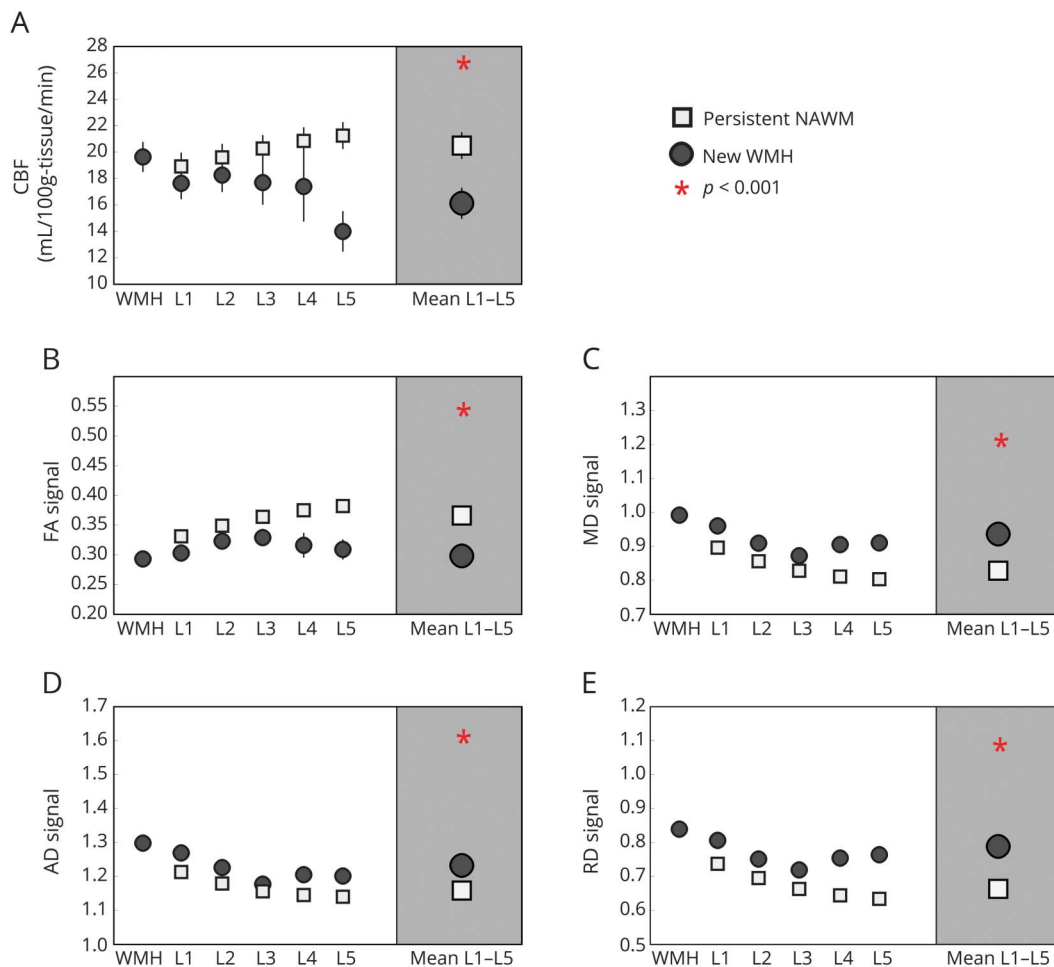 A
28
26
24
22
20
18
16
14
12
10
CBF
(mL/100g-tissue/min)
WMH L1 L2 L3 L4 L5 Mean L1–L5
Persistent NAWM
New WMH
* p < 0.001
*
B
0.55
0.50
0.45
0.40
0.35
0.30
0.25
0.20
FA signal
*
WMH L1 L2 L3 L4 L5 Mean L1–L5
C
1.3
1.2
1.1
1.0
0.9
0.8
0.7
MD signal
*
WMH L1 L2 L3 L4 L5 Mean L1–L5
D
1.7
1.6
1.5
1.4
1.3
1.2
1.1
1.0
AD signal
*
WMH L1 L2 L3 L4 L5 Mean L1–L5
E
1.2
1.1
1.0
0.9
0.8
0.7
0.6
0.5
RD signal
*
WMH L1 L2 L3 L4 L5 Mean L1–L5